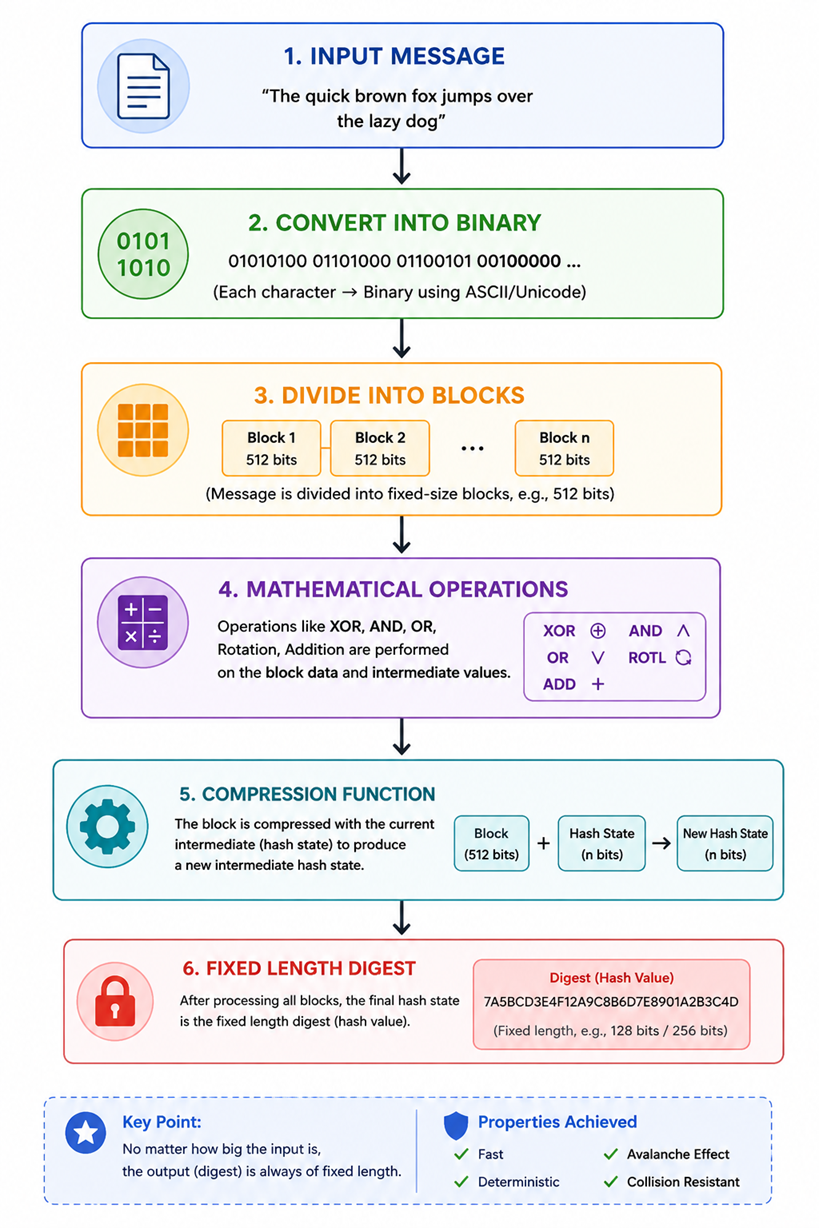 1. INPUT MESSAGE
“The quick brown fox jumps over
the lazy dog”
0101
1010
2. CONVERT INTO BINARY
01010100 01101000 01100101 00100000 ...
(Each character → Binary using ASCII/Unicode)
3. DIVIDE INTO BLOCKS
Block 1 Block 2 ... Block n
512 bits 512 bits 512 bits
(Message is divided into fixed-size blocks, e.g., 512 bits)
4. MATHEMATICAL OPERATIONS
Operations like XOR, AND, OR,
Rotation, Addition are performed
on the block data and intermediate values.
XOR ⊕ AND ∧
OR ∨ ROTL
ADD +
5. COMPRESSION FUNCTION
The block is compressed with the current
intermediate (hash state) to produce
a new intermediate hash state.
Block + Hash State → New Hash State
(512 bits) (n bits) (n bits)
6. FIXED LENGTH DIGEST
After processing all blocks, the final hash state
is the fixed length digest (hash value).
Digest (Hash Value)
7A5BCD3E4F12A9C8B6D7E8901A2B3C4D
(Fixed length, e.g., 128 bits / 256 bits)
Key Point:
No matter how big the input is,
the output (digest) is always of fixed length.
Properties Achieved
✓ Fast ✓ Avalanche Effect
✓ Deterministic ✓ Collision Resistant